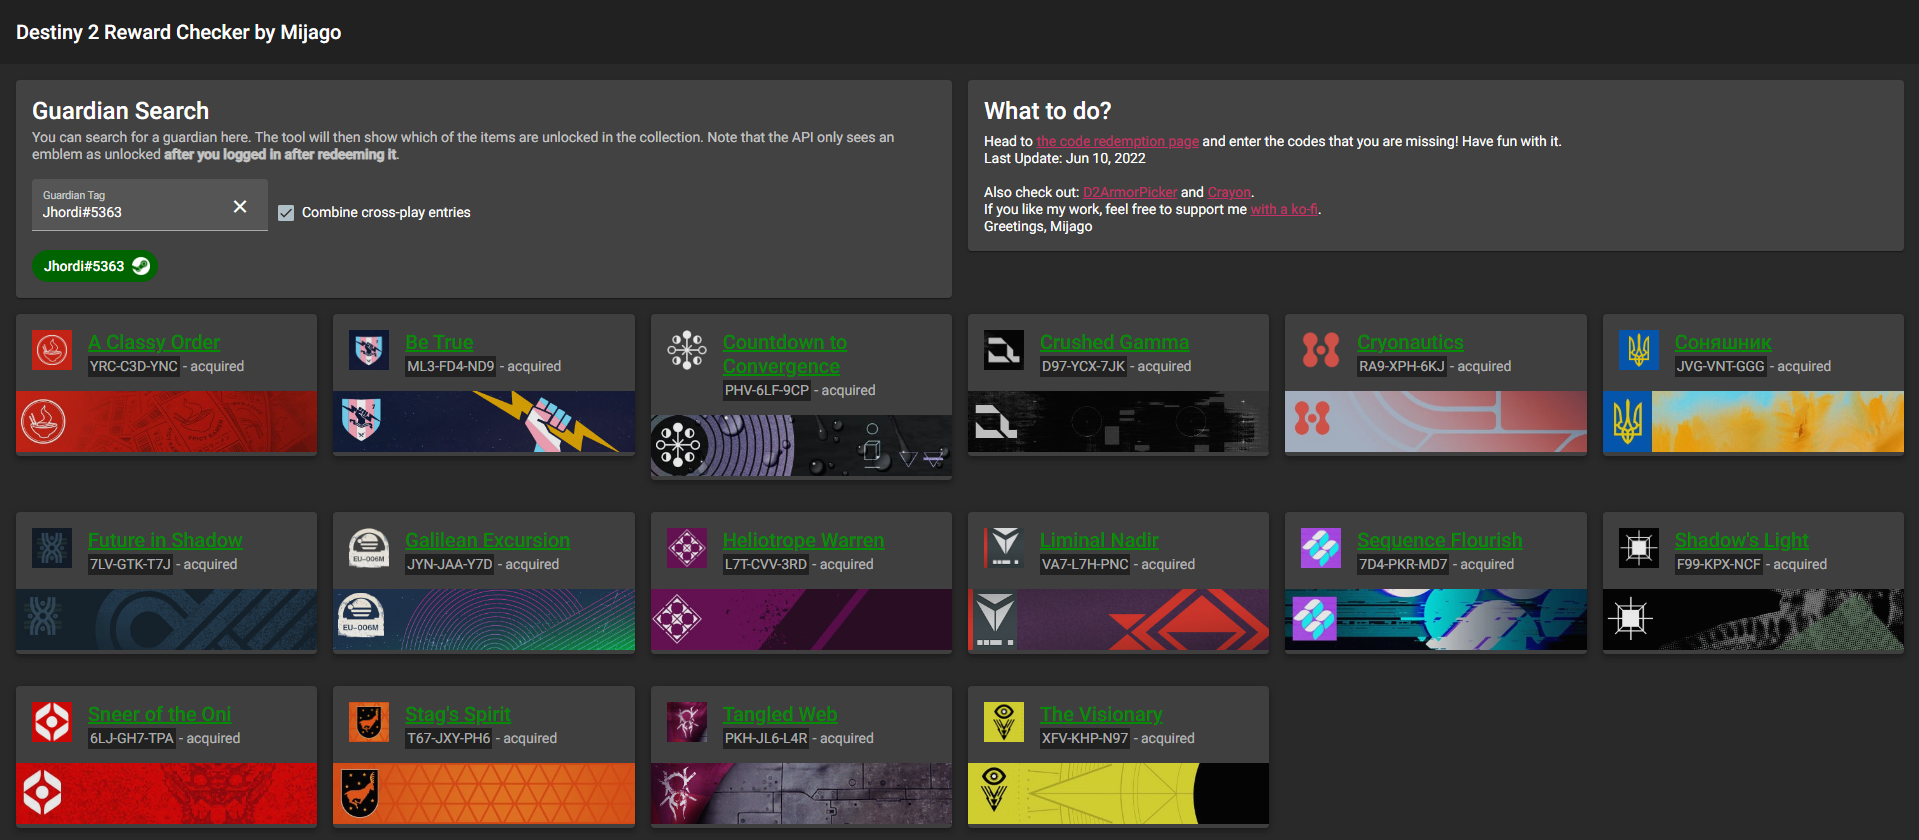 Destiny 2 Reward Checker by Mijago
Guardian Search
You can search for a guardian here. The tool will then show which of the items are unlocked in the collection. Note that the API only sees an
emblem as unlocked after you logged in after redeeming it.
Guardian Tag
Jhordi#5363
Combine cross-play entries
Jhordi#5363
What to do?
Head to the code redemption page and enter the codes that you are missing! Have fun with it.
Last Update: Jun 10, 2022
Also check out: D2ArmorPicker and Crayon.
If you like my work, feel free to support me with a ko-fi.
Greetings, Mijago
A Classy Order
YRC-C3D-YNC - acquired
Be True
ML3-FD4-ND9 - acquired
Countdown to
Convergence
PHV-6LF-9CP - acquired
Crushed Gamma
D97-YCX-7JK - acquired
Cryonautics
RA9-XPH-6KJ - acquired
Соняшник
JVG-VNT-GGG - acquired
Future in Shadow
7LV-GTK-T7J - acquired
Galilean Excursion
JYN-JAA-Y7D - acquired
EU-006M
EU-006M
Heliotrope Warren
L7T-CVV-3RD - acquired
Liminal Nadir
VA7-L7H-PNC - acquired
Sequence Flourish
7D4-PKR-MD7 - acquired
Shadow's Light
F99-KPX-NCF - acquired
Sneer of the Oni
6LJ-GH7-TPA - acquired
Stag's Spirit
T67-JXY-PH6 - acquired
Tangled Web
PKH-JL6-L4R - acquired
The Visionary
XFV-KHP-N97 - acquired